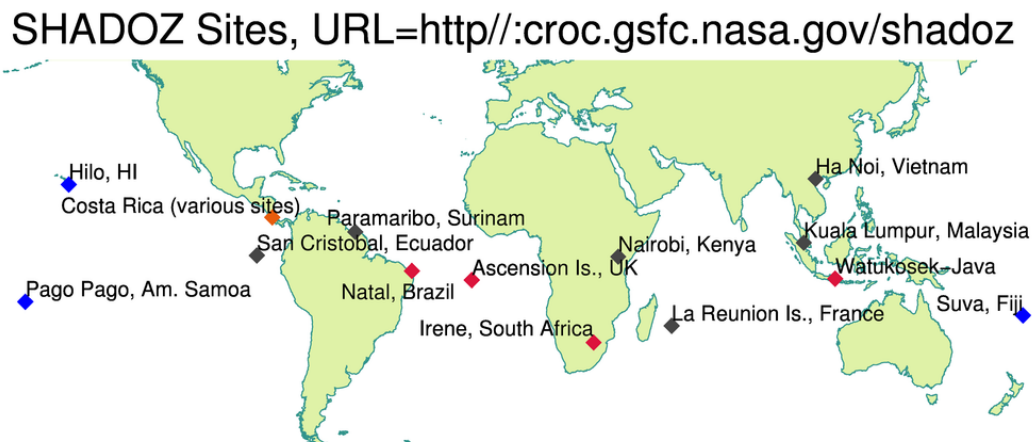 SHADOZ Sites, URL=http//:croc.gsfc.nasa.gov/shadoz
Hilo, HI
Ha Noi, Vietnam
Costa Rica (various sites)
Paramaribo, Surinam
San Cristobal, Ecuador
Nairobi, Kenya
Kuala Lumpur, Malaysia
Ascension Is., UK
Watukosek-Java
Pago Pago, Am. Samoa
Natal, Brazil
Suva, Fiji
La Reunion Is., France
Irene, South Africa